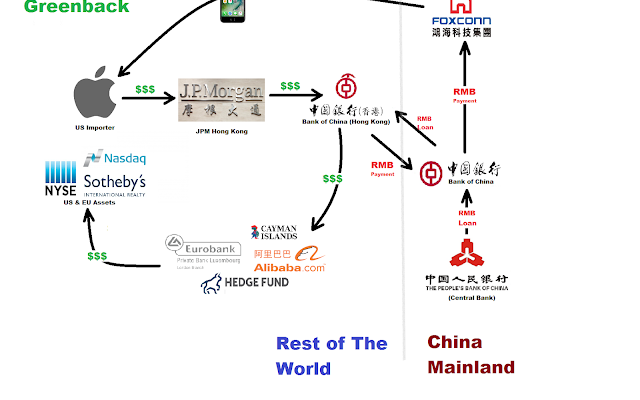 Greenback
FOXCONN
鴻海科技集團
RMB
Payment
$$$
$$$
J.P.Morgan
摩根大通
US Importer
JPM Hong Kong
中国銀行(香港)
Bank of China (Hong Kong)
RMB
Loan
RMB
Payment
中国銀行
Bank of China
Nasdaq
NYSE
Sotheby's
INTERNATIONAL REALTY
US & EU Assets
$$$
RMB
Loan
CAYMAN
ISLANDS
Eurobank
Private Bank Luxembourg
阿里巴巴
Alibaba.com
$$$
HEDGE FUND
中国人民银行
THE PEOPLE'S BANK OF CHINA
(Central Bank)
Rest of The
World
China
Mainland